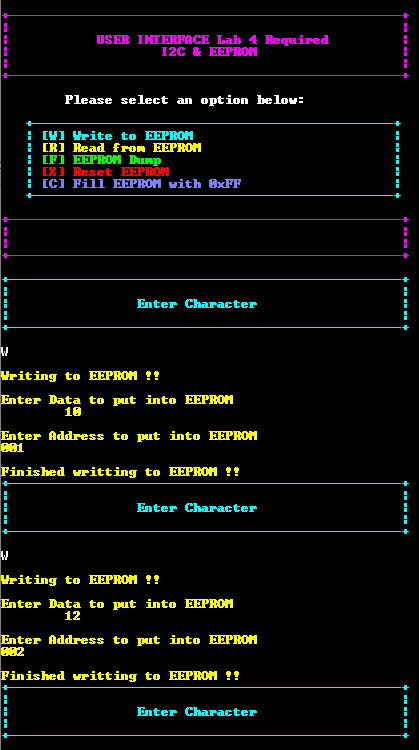 USER INTERFACE Lab 4 Required
I2C & EEPROM
Please select an option below:
[W] Write to EEPROM
[R] Read from EEPROM
[F] EEPROM Dump
[X] Reset EEPROM
[C] Fill EEPROM with 0xFF
Enter Character
W
Writing to EEPROM !!
Enter Data to put into EEPROM
10
Enter Address to put into EEPROM
001
Finished writting to EEPROM !!
Enter Character
W
Writing to EEPROM !!
Enter Data to put into EEPROM
12
Enter Address to put into EEPROM
002
Finished writting to EEPROM !!
Enter Character